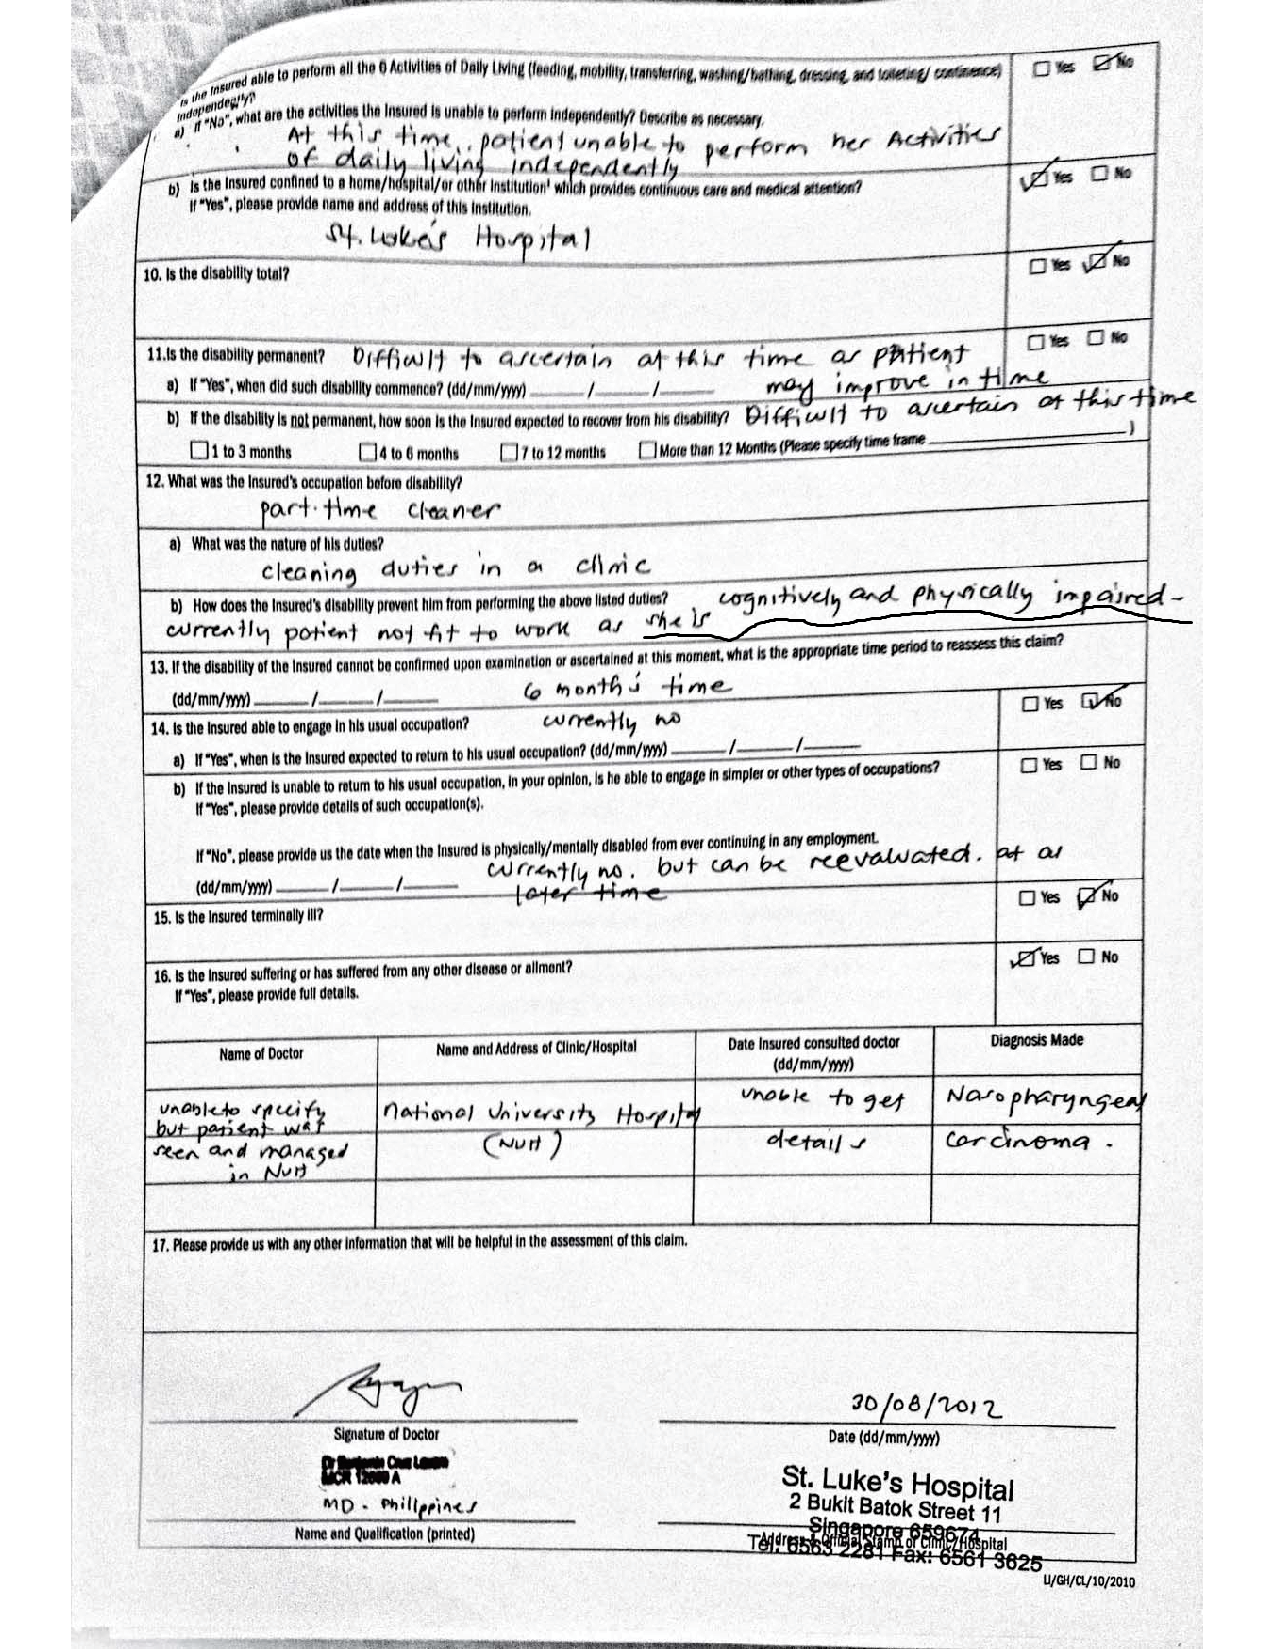 Is the Insured able to perform all the 6 Activities of Daily Living (feeding, mobility, transferring, washing/bathing, dressing, and toileting/ continence) ☐ Yes ☑ No
independently?
a) If "No", what are the activities the Insured is unable to perform independently? Describe as necessary.
At this time, patient unable to perform her Activities
of daily living independently
b) Is the Insured confined to a home/hospital/or other institution' which provides continuous care and medical attention? ☑ Yes ☐ No
If "Yes", please provide name and address of this Institution.
St. Luke's Hospital
10. Is the disability total? ☐ Yes ☑ No
11.Is the disability permanent? Difficult to ascertain at this time as patient ☐ Yes ☐ No
may improve in time
a) If "Yes", when did such disability commence? (dd/mm/yyyy) ____/____/____
b) If the disability is not permanent, how soon is the Insured expected to recover from his disability? Difficult to ascertain at this time
☐ 1 to 3 months ☐ 4 to 6 months ☐ 7 to 12 months ☐ More than 12 Months (Please specify time frame ____)
12. What was the Insured's occupation before disability?
part-time cleaner
a) What was the nature of his duties?
cleaning duties in a clinic
b) How does the Insured's disability prevent him from performing the above listed duties?
currently patient not fit to work as she is cognitively and physically impaired-
13. If the disability of the Insured cannot be confirmed upon examination or ascertained at this moment, what is the appropriate time period to reassess this claim?
(dd/mm/yyyy) ____/____/____ 6 month's time
14. Is the Insured able to engage in his usual occupation? currently no ☐ Yes ☑ No
a) If "Yes", when is the Insured expected to return to his usual occupation? (dd/mm/yyyy) ____/____/____
b) If the Insured is unable to return to his usual occupation, in your opinion, is he able to engage in simpler or other types of occupations? ☐ Yes ☐ No
If "Yes", please provide details of such occupation(s).
If "No", please provide us the date when the Insured is physically/mentally disabled from ever continuing in any employment.
(dd/mm/yyyy) ____/____/____ currently no. but can be reevaluated. at a
later time
15. Is the Insured terminally ill? ☐ Yes ☑ No
16. Is the Insured suffering or has suffered from any other disease or ailment? ☑ Yes ☐ No
If "Yes", please provide full details.
Name of Doctor
Name and Address of Clinic/Hospital
Date Insured consulted doctor
(dd/mm/yyyy)
Diagnosis Made
unable to specify
but patient was
seen and managed
in NUH
National University Hospital
(NUH)
unable to get
details
Nasopharyngeal
carcinoma.
17. Please provide us with any other information that will be helpful in the assessment of this claim.
30/08/2012
Signature of Doctor
Date (dd/mm/yyyy)
MD - Philippines
Name and Qualification (printed)
St. Luke's Hospital
2 Bukit Batok Street 11
Singapore 659674
Address & Official Stamp of Clinic/Hospital
Tel: 6563 2281 Fax: 6561 3625
LI/GH/CL/10/2010